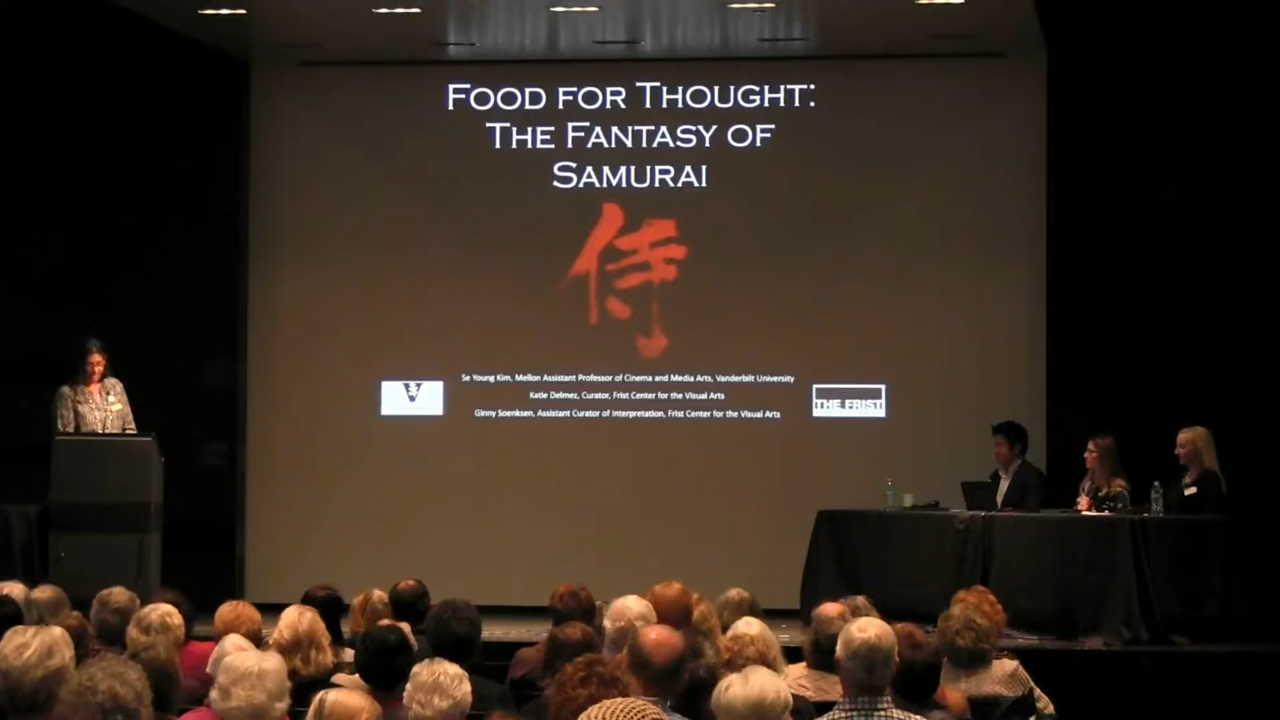 FOOD FOR THOUGHT:
THE FANTASY OF
SAMURAI
侍
Se Young Kim, Mellon Assistant Professor of Cinema and Media Arts, Vanderbilt University
Katie Delmez, Curator, Frist Center for the Visual Arts
Ginny Soenksen, Assistant Curator of Interpretation, Frist Center for the Visual Arts
V
THE FRIST